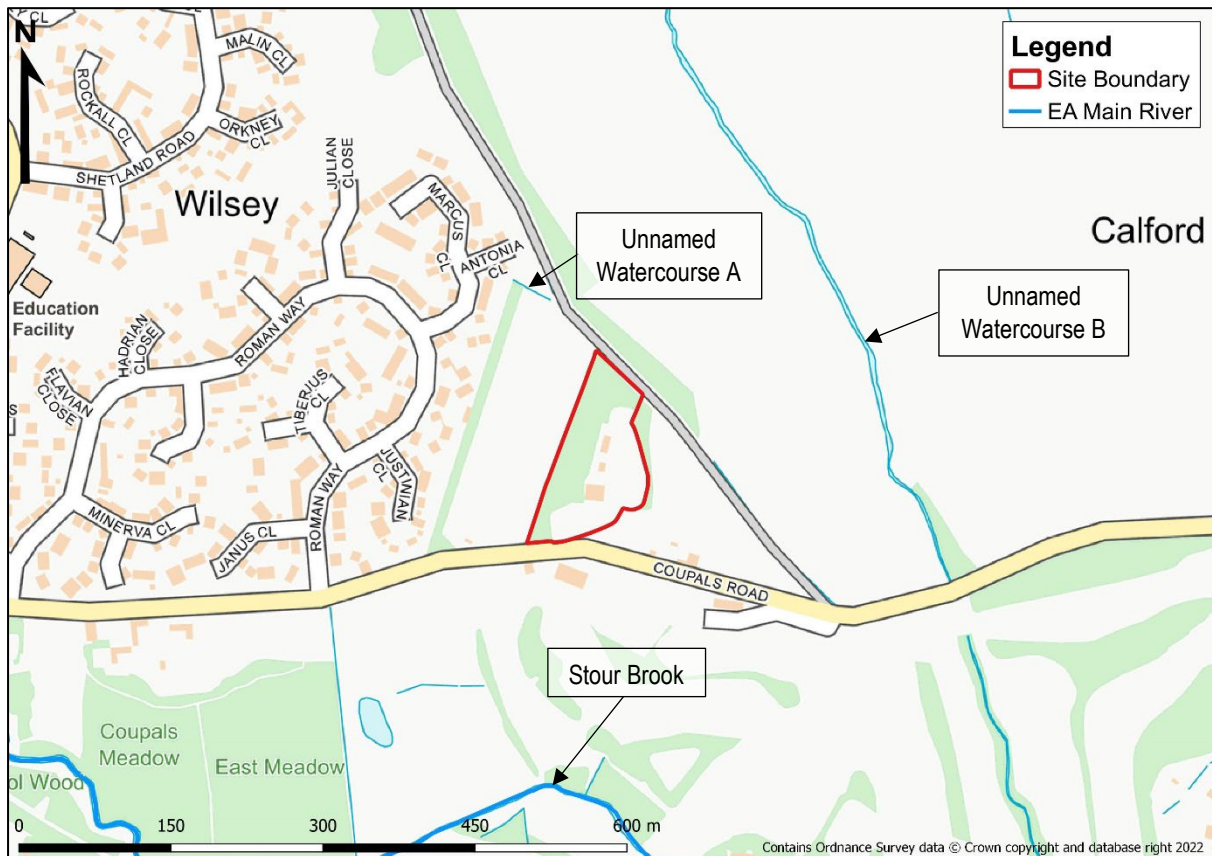 N
MALIN CL
ROCKALL CL
ORKNEY
CL
SHETLAND ROAD
Wilsey
JULIAN
CLOSE
MARCUS
CL
ANTONIA
CL
Legend
Site Boundary
EA Main River
Unnamed
Watercourse A
Calford
Unnamed
Watercourse B
Education
Facility
HADRIAN
CLOSE
ROMAN WAY
FLAVIAN
CLOSE
TIBERIUS
CL
JUSTINIAN
CL
ROMAN WAY
MINERVA CL
JANUS CL
COUPALS ROAD
Stour Brook
Coupals
Meadow
East Meadow
ol Wood
0 150 300 450 600 m
Contains Ordnance Survey data © Crown copyright and database right 2022